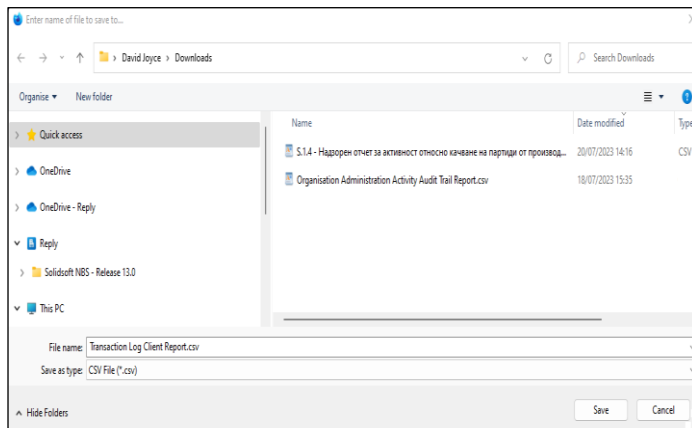 Enter name of file to save to...
David Joyce > Downloads
Search Downloads
Organise
New folder
Name
Date modified
Type
Quick access
S.1.4 - Надзорен отчет за активност относно качване на партиди от производ...
20/07/2023 14:16
CSV
OneDrive
Organisation Administration Activity Audit Trail Report.csv
18/07/2023 15:35
OneDrive - Reply
Reply
Solidsoft NBS - Release 13.0
This PC
File name: Transaction Log Client Report.csv
Save as type: CSV File (*.csv)
Hide Folders
Save
Cancel